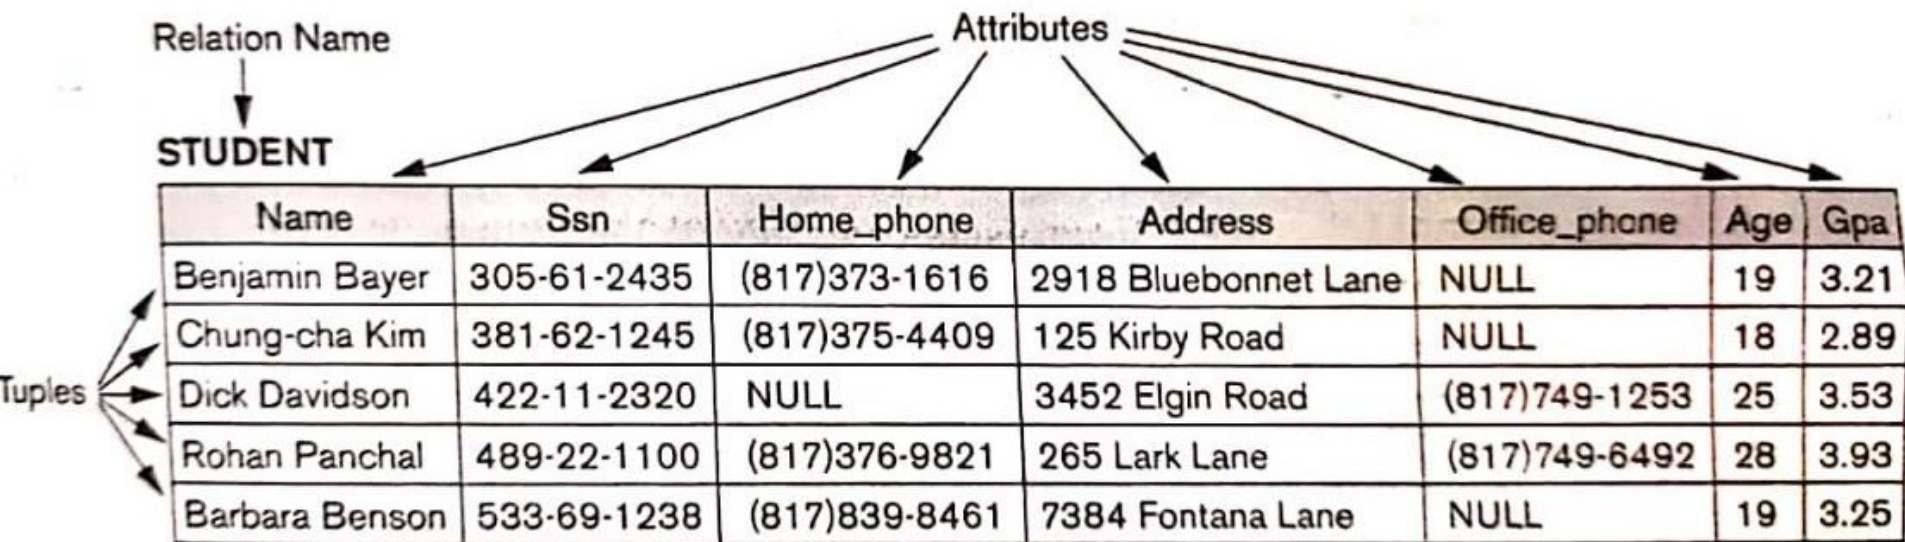 Relation Name
Attributes
STUDENT
Name Ssn Home_phone Address Office_phone Age Gpa
Benjamin Bayer 305-61-2435 (817)373-1616 2918 Bluebonnet Lane NULL 19 3.21
Chung-cha Kim 381-62-1245 (817)375-4409 125 Kirby Road NULL 18 2.89
Tuples
Dick Davidson 422-11-2320 NULL 3452 Elgin Road (817)749-1253 25 3.53
Rohan Panchal 489-22-1100 (817)376-9821 265 Lark Lane (817)749-6492 28 3.93
Barbara Benson 533-69-1238 (817)839-8461 7384 Fontana Lane NULL 19 3.25